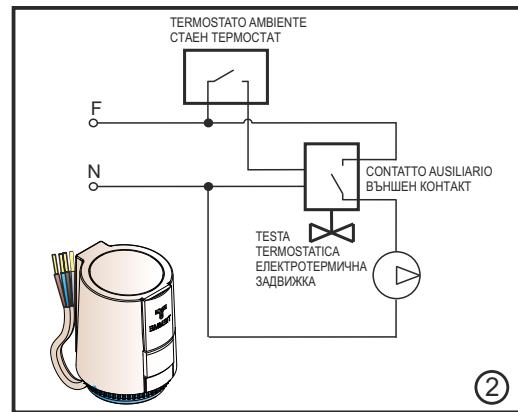 TERMOSTATO AMBIENTE
СТАЕН ТЕРМОСТАТ
F
N
CONTATTO AUSILIARIO
ВЪНШЕН КОНТАКТ
TESTA
TERMOSTATICA
ЕЛЕКТРОТЕРМИЧНА
ЗАДВИЖКА
2